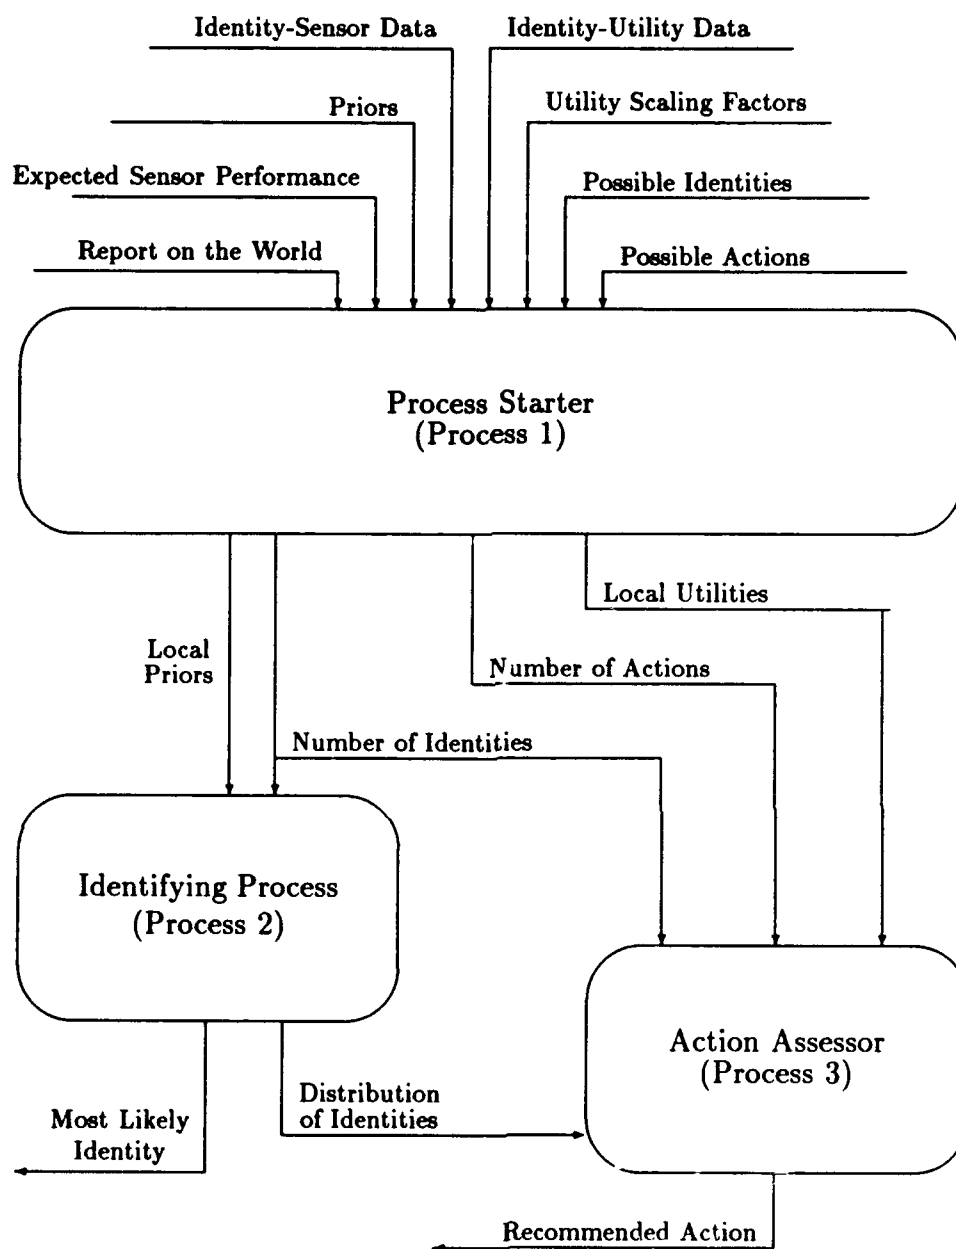 Identity-Sensor Data
Identity-Utility Data
Priors
Utility Scaling Factors
Expected Sensor Performance
Possible Identities
Report on the World
Possible Actions
Process Starter
(Process 1)
Local Utilities
Local
Priors
Number of Actions
Number of Identities
Identifying Process
(Process 2)
Action Assessor
(Process 3)
Distribution
of Identities
Most Likely
Identity
Recommended Action